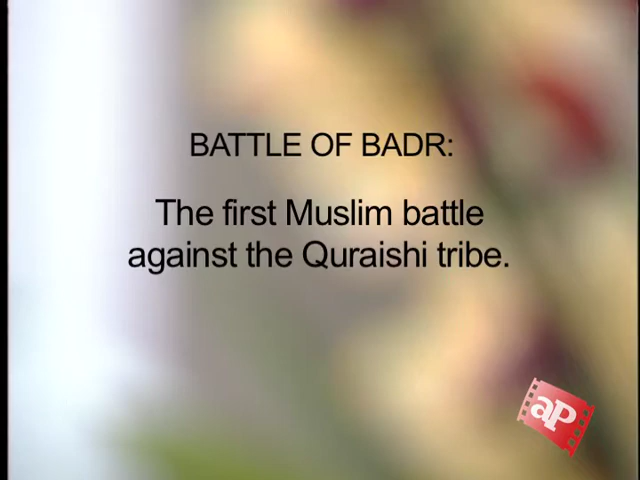 BATTLE OF BADR:
The first Muslim battle
against the Quraishi tribe.
aP